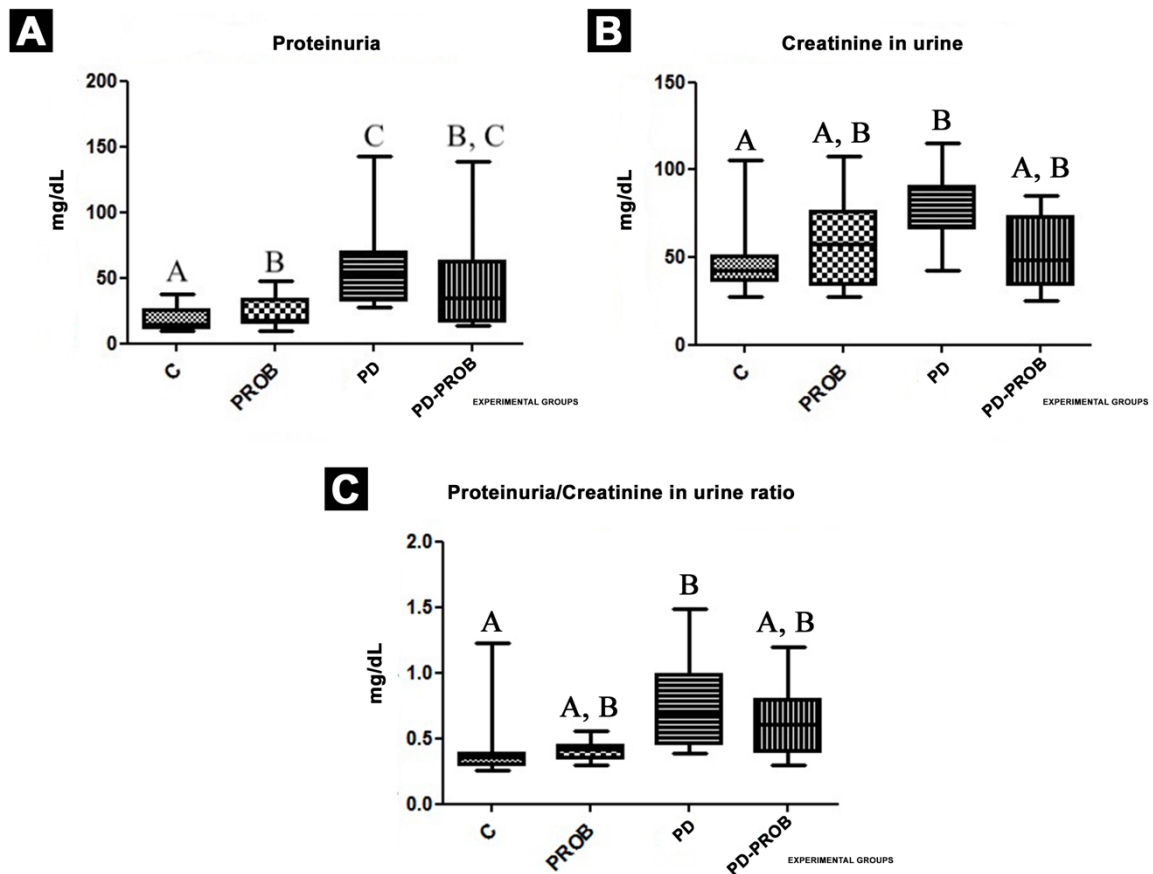 A
Proteinuria
200
150
100
50
0
mg/dL
A
B
C
B, C
C
PROB
PD
PD-PROB
EXPERIMENTAL GROUPS
B
Creatinine in urine
150
100
50
0
mg/dL
A
A, B
B
A, B
C
PROB
PD
PD-PROB
EXPERIMENTAL GROUPS
C
Proteinuria/Creatinine in urine ratio
2.0
1.5
1.0
0.5
0.0
mg/dL
A
A, B
B
A, B
C
PROB
PD
PD-PROB
EXPERIMENTAL GROUPS